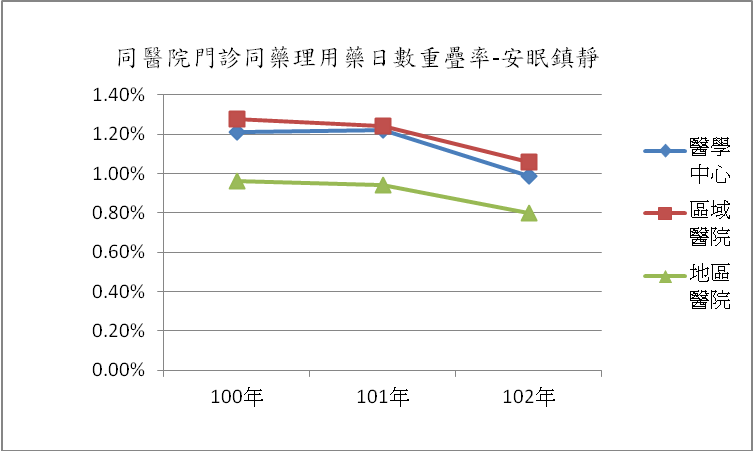 同醫院門診同藥理用藥日數重疊率-安眠鎮靜
1.40%
1.20%
1.00%
0.80%
0.60%
0.40%
0.20%
0.00%
100年
101年
102年
醫學
中心
區域
醫院
地區
醫院